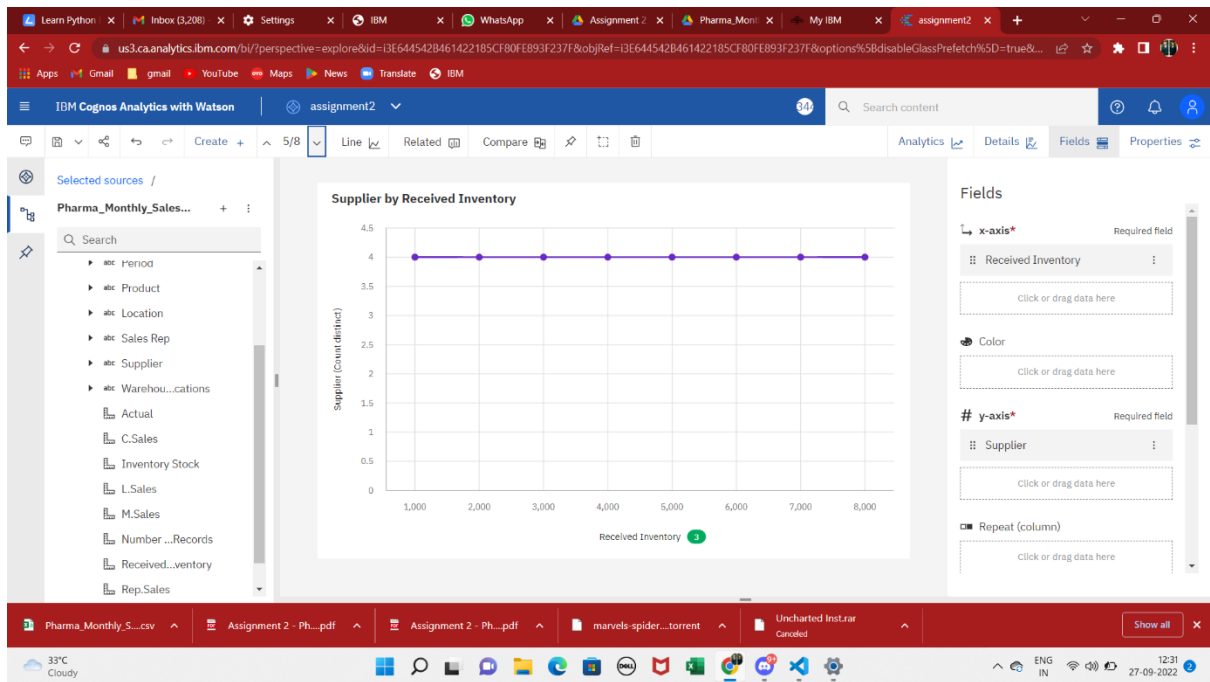 Learn Python
Inbox (3,208) -
Settings
IBM
WhatsApp
Assignment 2
Pharma_Mont
My IBM
assignment2
us3.ca.analytics.ibm.com/bi/?perspective=explore&id=i3E644542B461422185CF80FE893F237F&objRef=i3E644542B461422185CF80FE893F237F&options%5BdisableGlassPrefetch%5D=true&...
Apps
Gmail
gmail
YouTube
Maps
News
Translate
IBM
IBM Cognos Analytics with Watson
assignment2
Search content
Create +
5/8
Line
Related
Compare
Analytics
Details
Fields
Properties
Selected sources /
Pharma_Monthly_Sales...
Search
abc Period
abc Product
abc Location
abc Sales Rep
abc Supplier
abc Warehou...cations
Actual
C.Sales
Inventory Stock
L.Sales
M.Sales
Number ...Records
Received...ventory
Rep.Sales
Supplier by Received Inventory
Supplier (Count distinct)
4.5
4
3.5
3
2.5
2
1.5
1
0.5
0
1,000 2,000 3,000 4,000 5,000 6,000 7,000 8,000
Received Inventory 3
Fields
x-axis* Required field
Received Inventory
Click or drag data here
Color
Click or drag data here
# y-axis* Required field
Supplier
Click or drag data here
Repeat (column)
Click or drag data here
Pharma_Monthly_S....csv
Assignment 2 - Ph....pdf
Assignment 2 - Ph....pdf
marvels-spider....torrent
Uncharted Inst.rar
Canceled
Show all
33°C
Cloudy
ENG
IN
12:31
27-09-2022
2